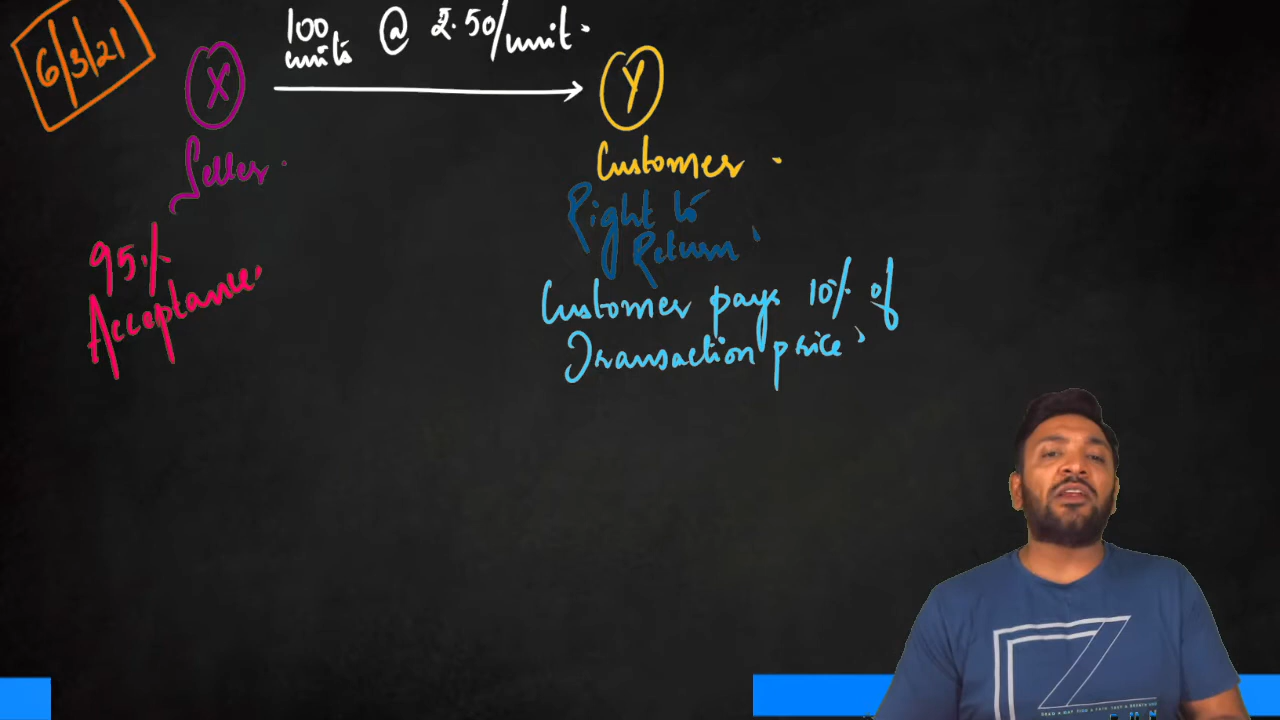 6/3/21
100 units @ 2.50/unit.
X
Y
Seller.
Customer.
Right to
Return.
95%
Acceptance.
Customer pays 10% of
Transaction price.